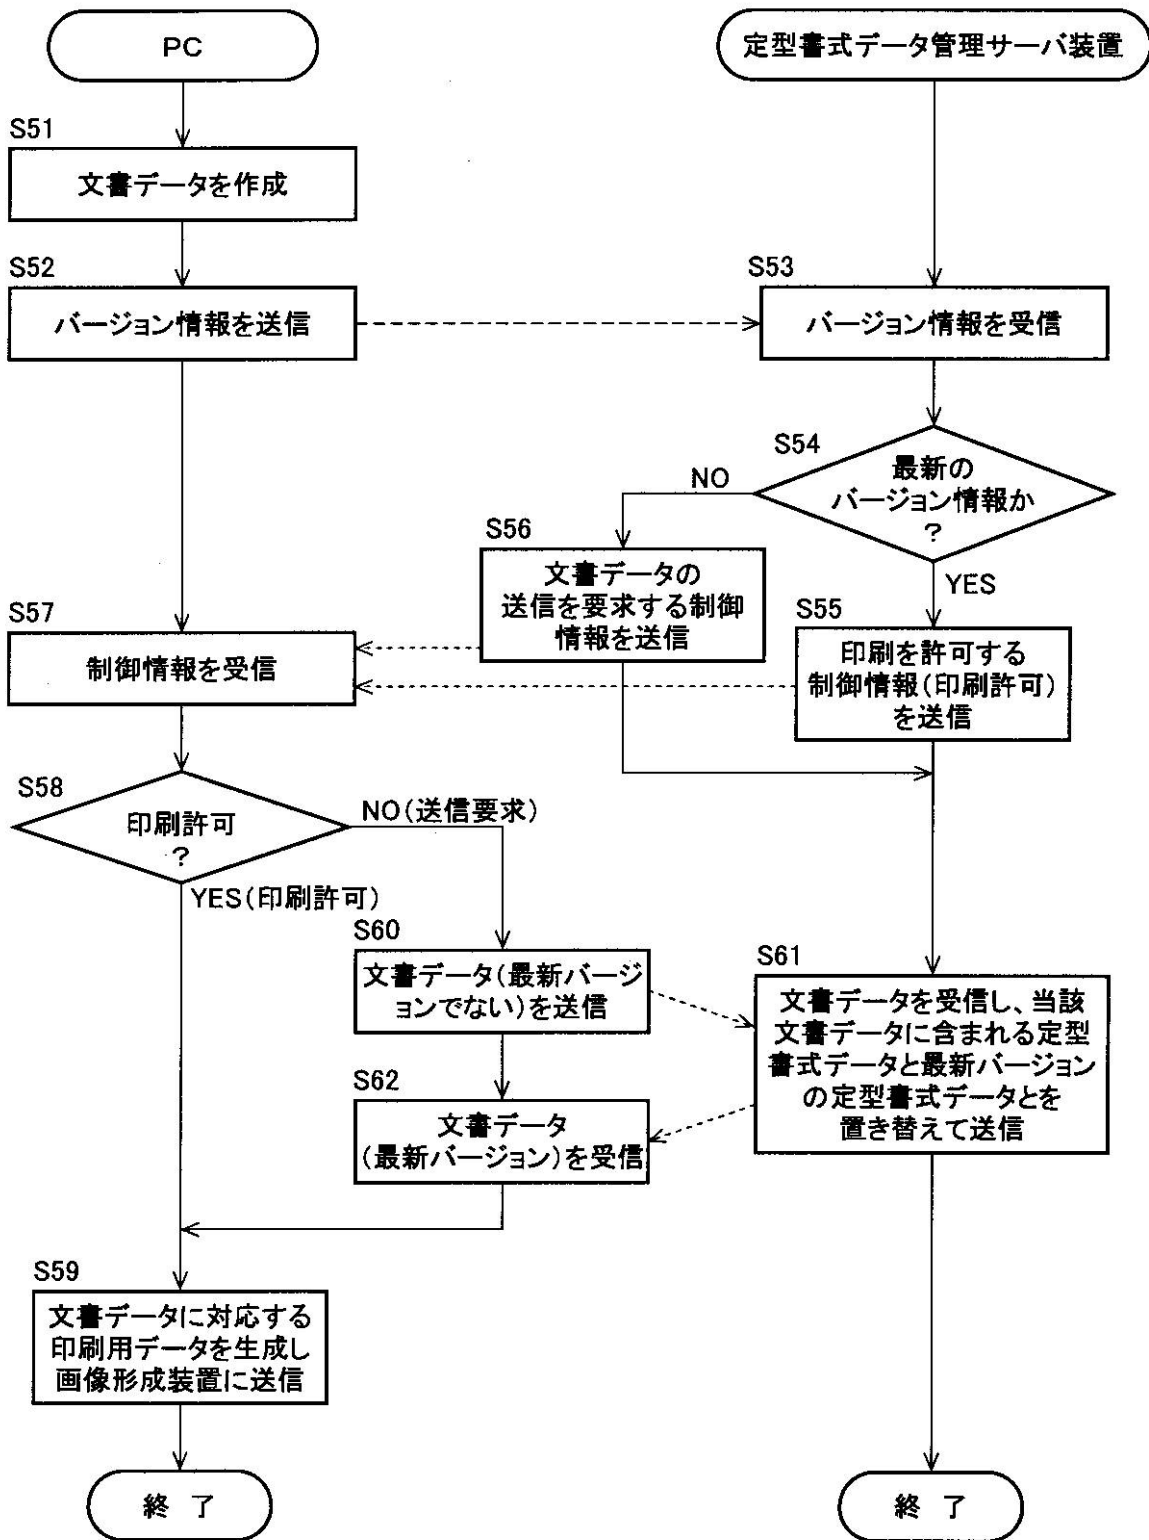 PC
定型書式データ管理サーバ装置
S51
文書データを作成
S52
バージョン情報を送信
S53
バージョン情報を受信
S54
最新の
バージョン情報か
?
NO
YES
S56
文書データの
送信を要求する制御
情報を送信
S55
印刷を許可する
制御情報(印刷許可)
を送信
S57
制御情報を受信
S58
印刷許可
?
NO(送信要求)
YES(印刷許可)
S60
文書データ(最新バージ
ョンでない)を送信
S61
文書データを受信し、当該
文書データに含まれる定型
書式データと最新バージョン
の定型書式データとを
置き替えて送信
S62
文書データ
(最新バージョン)を受信
S59
文書データに対応する
印刷用データを生成し
画像形成装置に送信
終 了
終 了